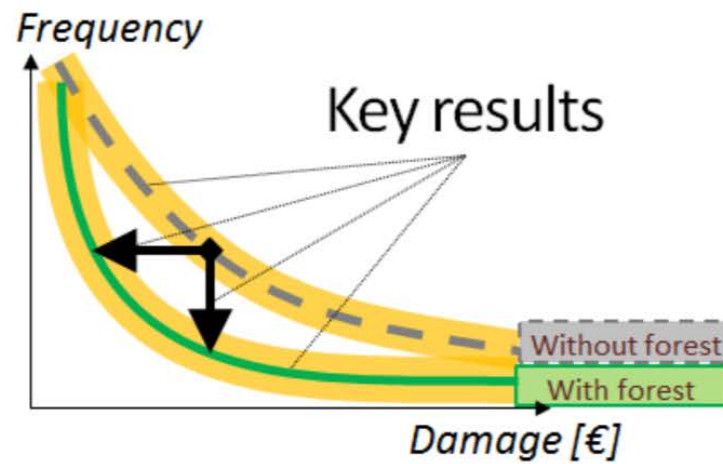 Frequency
Key results
Without forest
With forest
Damage [€]